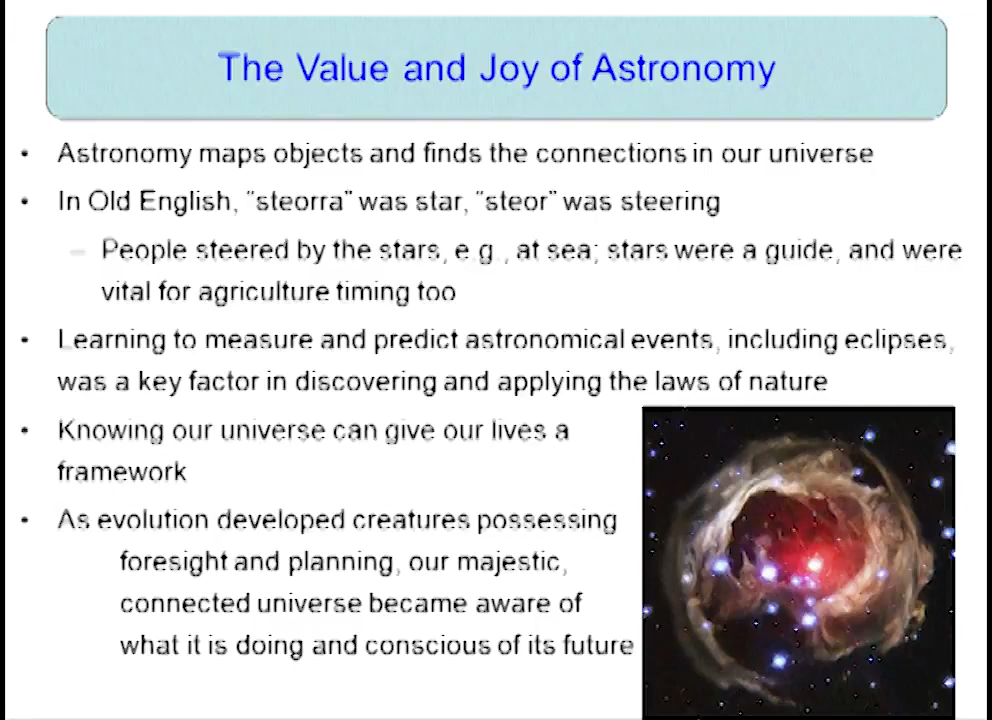 The Value and Joy of Astronomy
• Astronomy maps objects and finds the connections in our universe
• In Old English, "steorra" was star, "steor" was steering
– People steered by the stars, e.g., at sea; stars were a guide, and were
vital for agriculture timing too
• Learning to measure and predict astronomical events, including eclipses,
was a key factor in discovering and applying the laws of nature
• Knowing our universe can give our lives a
framework
• As evolution developed creatures possessing
foresight and planning, our majestic,
connected universe became aware of
what it is doing and conscious of its future